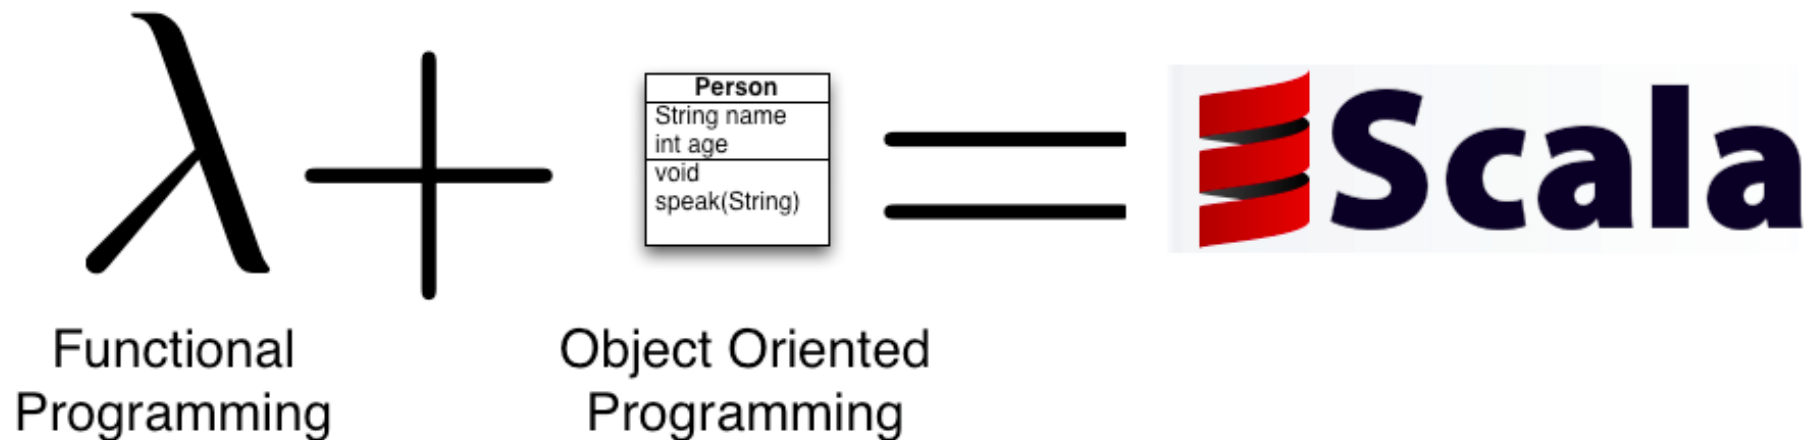 λ
Person
String name
int age
void
speak(String)
Scala
Functional
Programming
Object Oriented
Programming